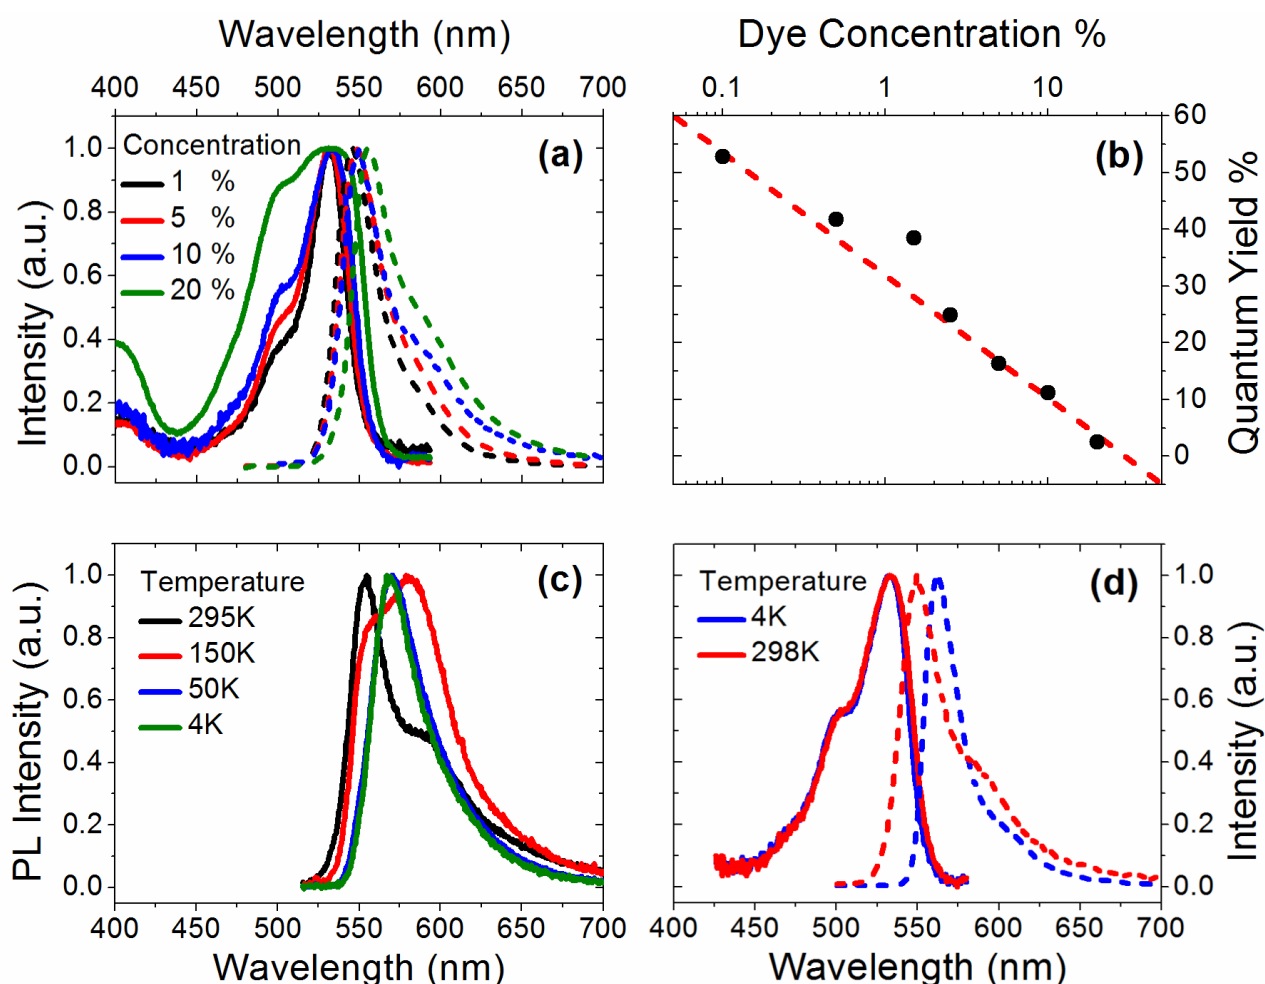 Wavelength (nm)
400 450 500 550 600 650 700
Intensity (a.u.)
1.0
0.8
0.6
0.4
0.2
0.0
Concentration
1 %
5 %
10 %
20 %
(a)
Dye Concentration %
0.1 1 10
(b)
60
50
40
30
20
10
0
Quantum Yield %
PL Intensity (a.u.)
1.0
0.8
0.6
0.4
0.2
0.0
Temperature
295K
150K
50K
4K
(c)
400 450 500 550 600 650 700
Wavelength (nm)
Temperature
4K
298K
(d)
1.0
0.8
0.6
0.4
0.2
0.0
Intensity (a.u.)
400 450 500 550 600 650 700
Wavelength (nm)